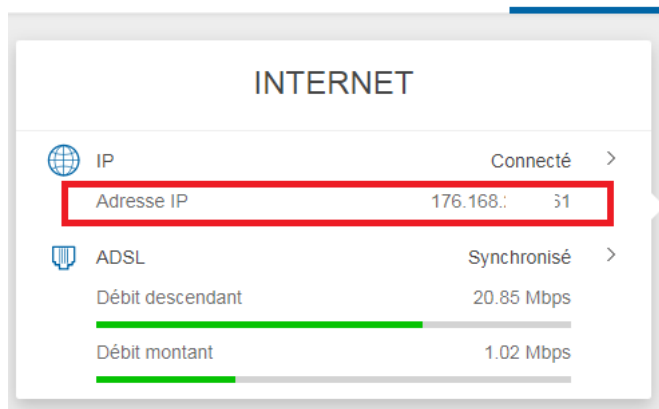 INTERNET
IP Connecté
Adresse IP 176.168.
ADSL Synchronisé
Débit descendant 20.85 Mbps
Débit montant 1.02 Mbps